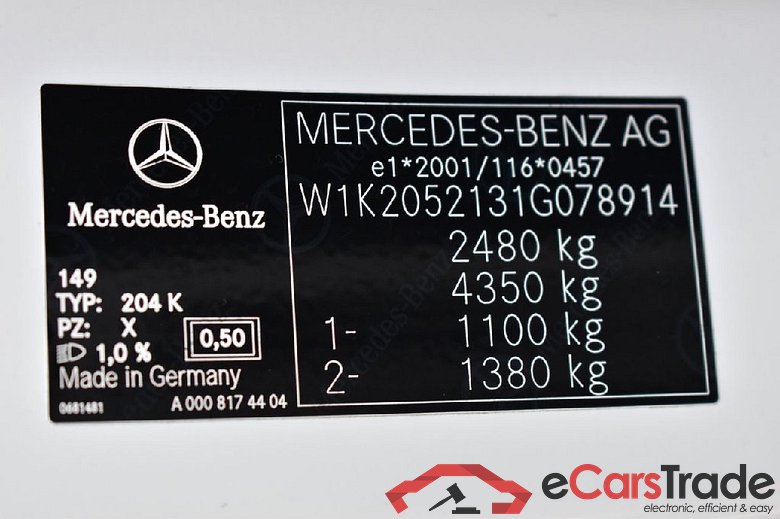 Mercedes-Benz
149
TYP: 204 K
PZ: X
1,0 %
0,50
Made in Germany
0681481
A 000 817 44 04
MERCEDES-BENZ AG
e1*2001/116*0457
W1K2052131G078914
2480 kg
4350 kg
1- 1100 kg
2- 1380 kg
eCarsTrade
electronic, efficient & easy